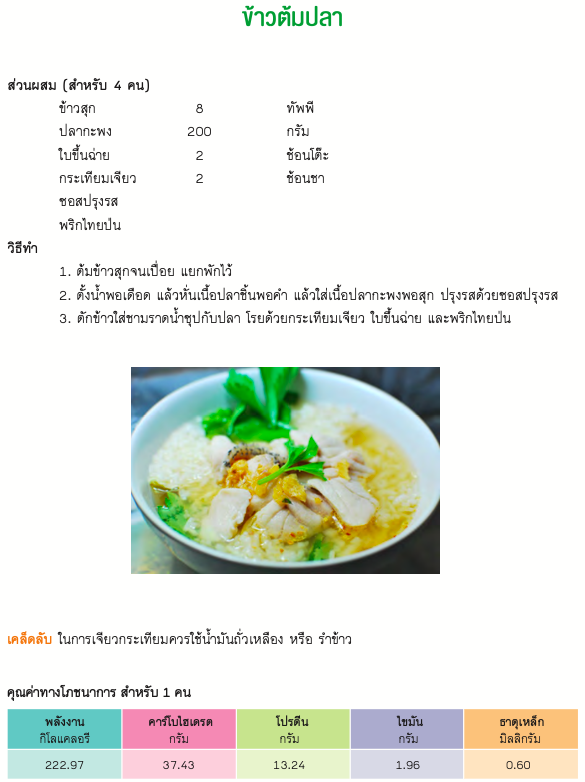 ข้าวต้มปลา
ส่วนผสม (สำหรับ 4 คน)
ข้าวสุก 8 ทัพพี
ปลากะพง 200 กรัม
ใบขึ้นฉ่าย 2 ช้อนโต๊ะ
กระเทียมเจียว 2 ช้อนชา
ซอสปรุงรส
พริกไทยป่น
วิธีทำ
1. ต้มข้าวสุกจนเปื่อย แยกพักไว้
2. ตั้งน้ำพอเดือด แล้วหั่นเนื้อปลาชิ้นพอคำ แล้วใส่เนื้อปลากะพงพอสุก ปรุงรสด้วยซอสปรุงรส
3. ตักข้าวใส่ชามราดน้ำซุปกับปลา โรยด้วยกระเทียมเจียว ใบขึ้นฉ่าย และพริกไทยป่น
เคล็ดลับ ในการเจียวกระเทียมควรใช้น้ำมันถั่วเหลือง หรือ รำข้าว
คุณค่าทางโภชนาการ สำหรับ 1 คน
พลังงาน คาร์โบไฮเดรต โปรตีน ไขมัน ธาตุเหล็ก
กิโลแคลอรี กรัม กรัม กรัม มิลลิกรัม
222.97 37.43 13.24 1.96 0.60